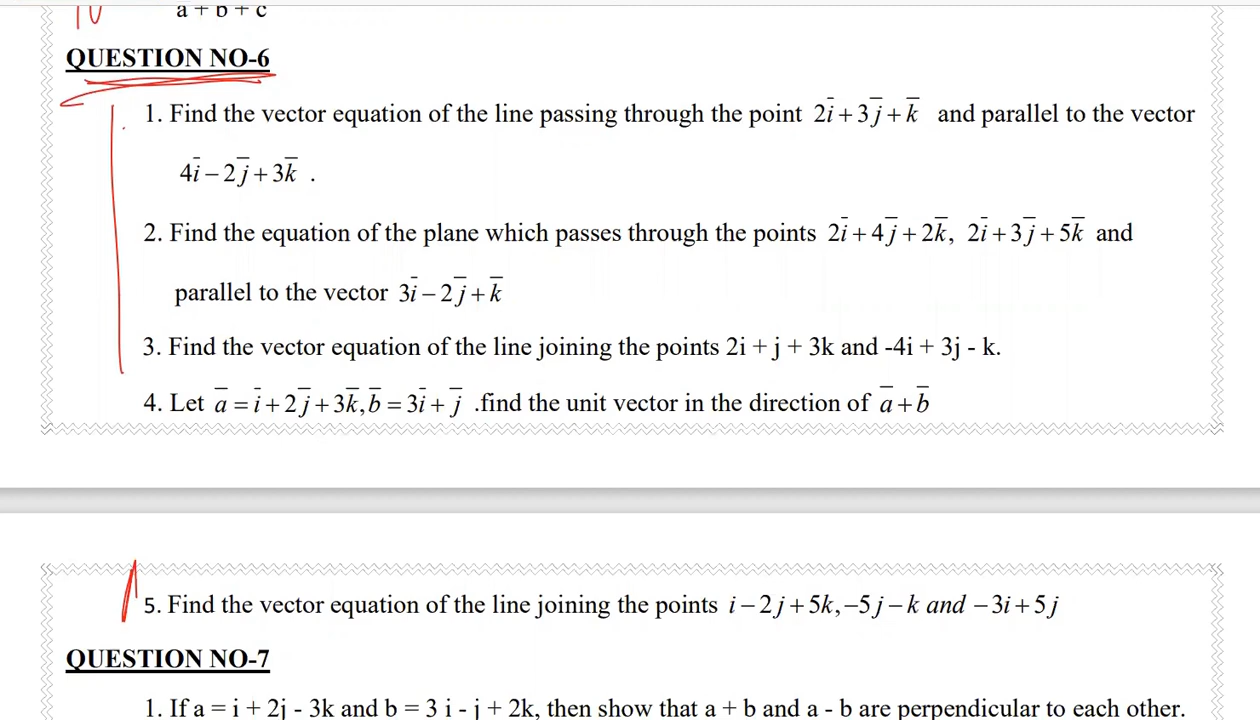 10 a + b + c
QUESTION NO-6
1. Find the vector equation of the line passing through the point 2i̅ + 3j̅ + k̅ and parallel to the vector
4i̅ − 2j̅ + 3k̅ .
2. Find the equation of the plane which passes through the points 2i̅ + 4j̅ + 2k̅, 2i̅ + 3j̅ + 5k̅ and
parallel to the vector 3i̅ − 2j̅ + k̅
3. Find the vector equation of the line joining the points 2i + j + 3k and -4i + 3j - k.
4. Let a̅ = i̅ + 2j̅ + 3k̅, b̅ = 3i̅ + j̅ .find the unit vector in the direction of a̅ + b̅
5. Find the vector equation of the line joining the points i − 2j + 5k, −5j − k and − 3i + 5j
QUESTION NO-7
1. If a = i + 2j - 3k and b = 3 i - j + 2k, then show that a + b and a - b are perpendicular to each other.